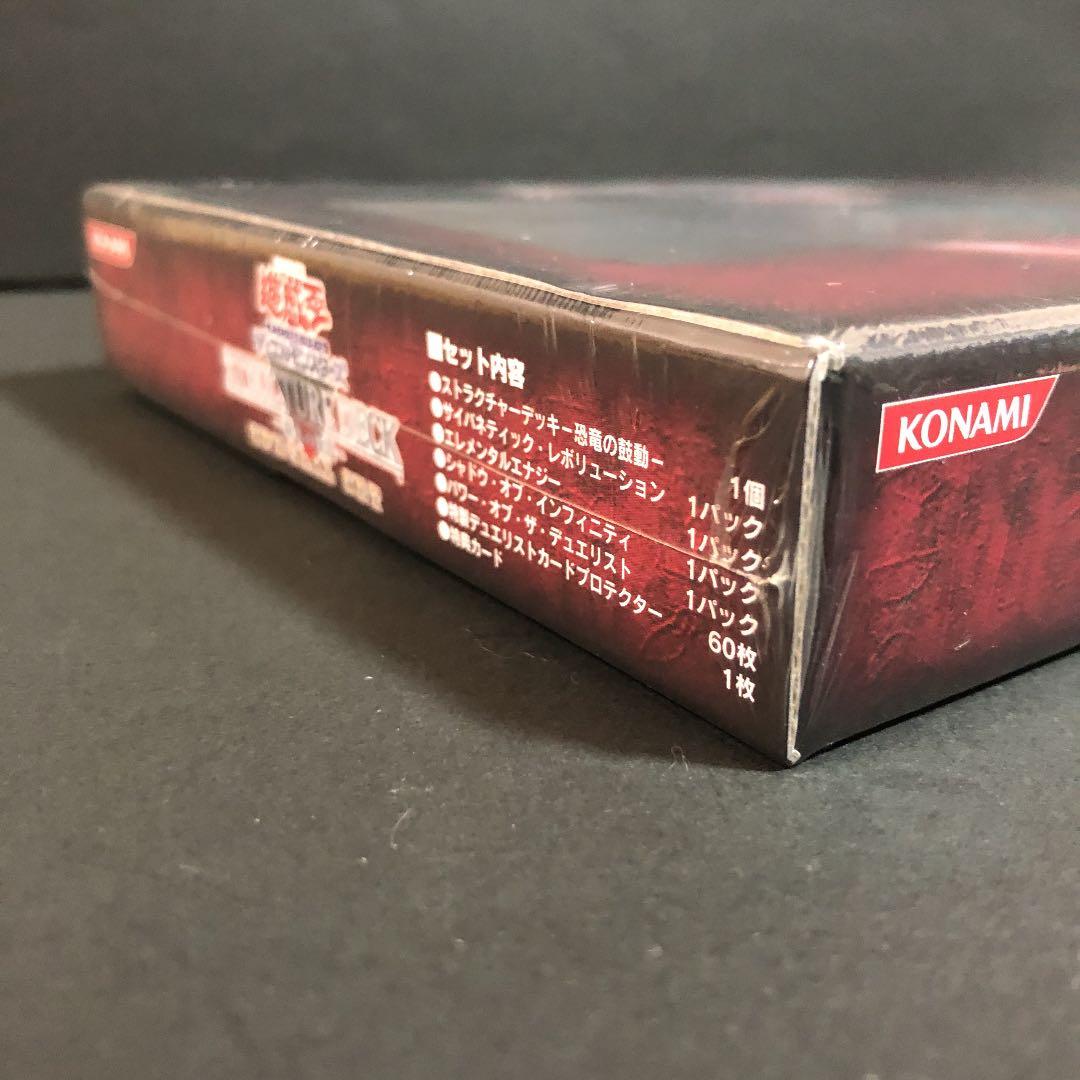 KONAMI
遊戯王
デュエルモンスターズ
STRUCTURE DECK
■セット内容
●ストラクチャーデッキー恐竜の鼓動ー 1個
●サイバネティック・レボリューション 1パック
●エレメンタルエナジー 1パック
●シャドウ・オブ・インフィニティ 1パック
●パワー・オブ・ザ・デュエリスト 1パック
●特製デュエリストカードプロテクター 60枚
●特典カード 1枚
KONAMI